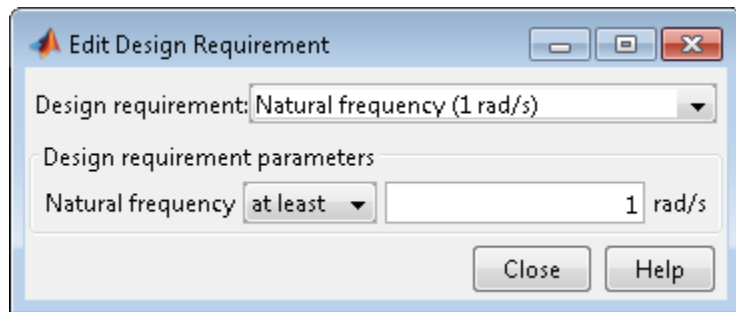 Edit Design Requirement
Design requirement: Natural frequency (1 rad/s)
Design requirement parameters
Natural frequency at least 1 rad/s
Close Help